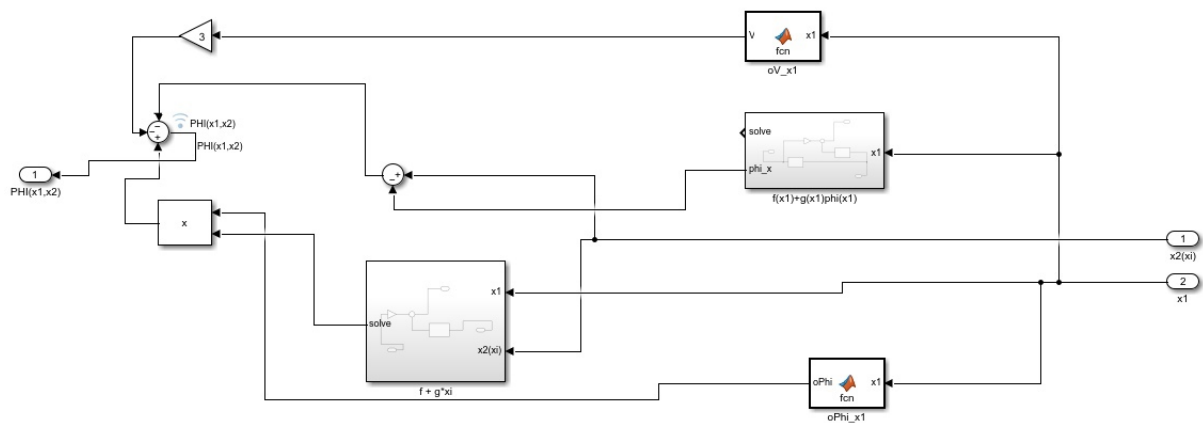 3
V
x1
fcn
oV_x1
PHI(x1,x2)
PHI(x1,x2)
solve
x1
phi_x
f(x1)+g(x1)phi(x1)
1
PHI(x1,x2)
x
1
x2(xi)
x1
solve
x2(xi)
f + g*xi
2
x1
oPhi
x1
fcn
oPhi_x1